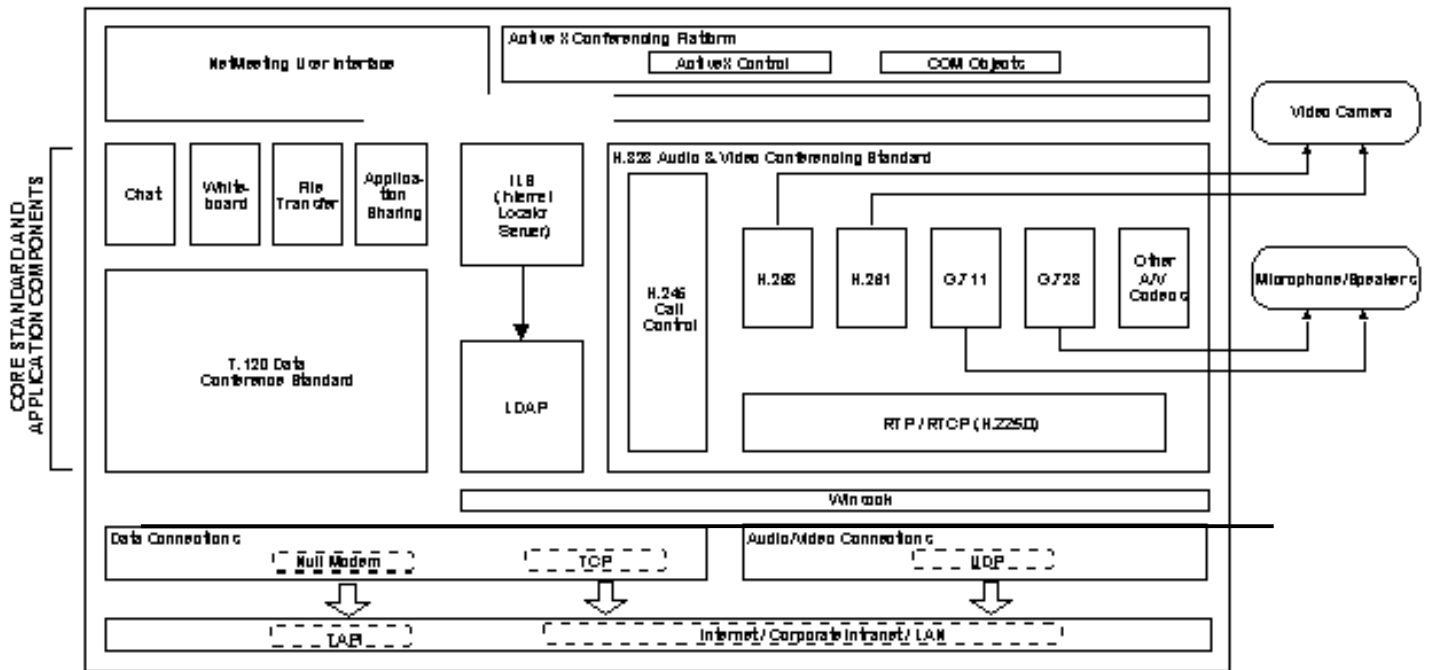 NetMeeting User Interface
Active X Conferencing Platform
ActiveX Control
COM Objects
Video Camera
CORE STANDARD AND
APPLICATION COMPONENTS
Chat
White-
board
File
Transfer
Applica-
tion
Sharing
ILS
(Internet
Locator
Server)
H.323 Audio & Video Conferencing Standard
H.245
Call
Control
H.263
H.261
G.711
G.723
Other
A/V
Codecs
Microphone/Speakers
T.120 Data
Conference Standard
LDAP
RTP / RTCP (H.225.0)
Winsock
Data Connections
Null Modem
TCP
Audio/Video Connections
UDP
TAPI
Internet / Corporate Intranet / LAN